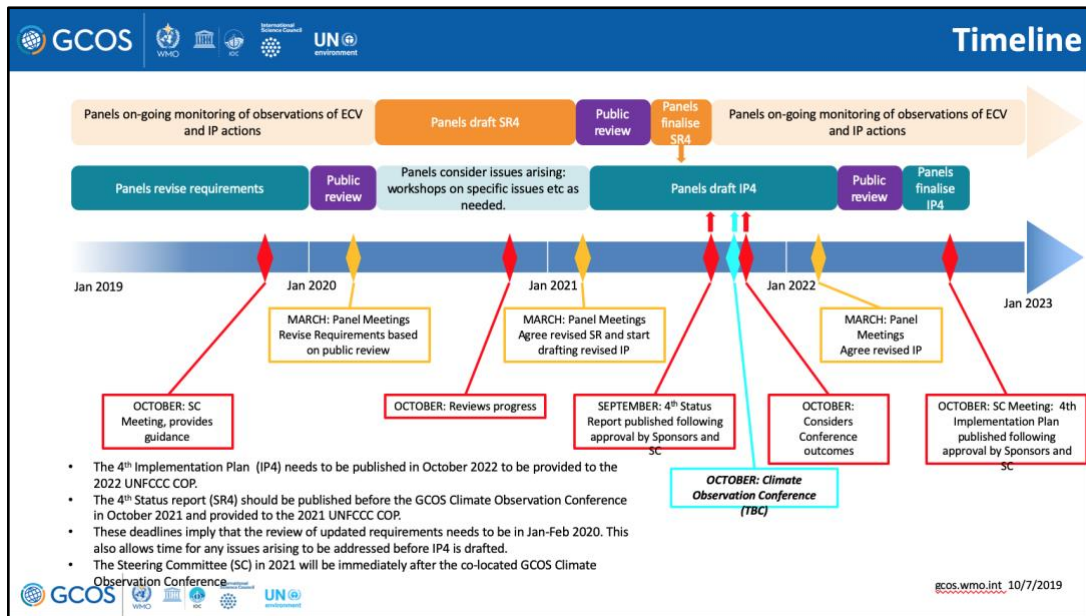 GCOS
WMO
IOC
International
Science Council
UN
environment
Timeline
Panels on-going monitoring of observations of ECV
and IP actions
Panels draft SR4
Public
review
Panels
finalise
SR4
Panels on-going monitoring of observations of ECV
and IP actions
Panels revise requirements
Public
review
Panels consider issues arising:
workshops on specific issues etc as
needed.
Panels draft IP4
Public
review
Panels
finalise
IP4
Jan 2019
Jan 2020
Jan 2021
Jan 2022
Jan 2023
MARCH: Panel Meetings
Revise Requirements based
on public review
MARCH: Panel Meetings
Agree revised SR and start
drafting revised IP
MARCH: Panel
Meetings
Agree revised IP
OCTOBER: SC
Meeting, provides
guidance
OCTOBER: Reviews progress
SEPTEMBER: 4th Status
Report published following
approval by Sponsors and
SC
OCTOBER:
Considers
Conference
outcomes
OCTOBER: SC Meeting: 4th
Implementation Plan
published following
approval by Sponsors and
SC
OCTOBER: Climate
Observation Conference
(TBC)
• The 4th Implementation Plan (IP4) needs to be published in October 2022 to be provided to the
2022 UNFCCC COP.
• The 4th Status report (SR4) should be published before the GCOS Climate Observation Conference
in October 2021 and provided to the 2021 UNFCCC COP.
• These deadlines imply that the review of updated requirements needs to be in Jan-Feb 2020. This
also allows time for any issues arising to be addressed before IP4 is drafted.
• The Steering Committee (SC) in 2021 will be immediately after the co-located GCOS Climate
Observation Conference
GCOS
UN
environment
gcos.wmo.int 10/7/2019